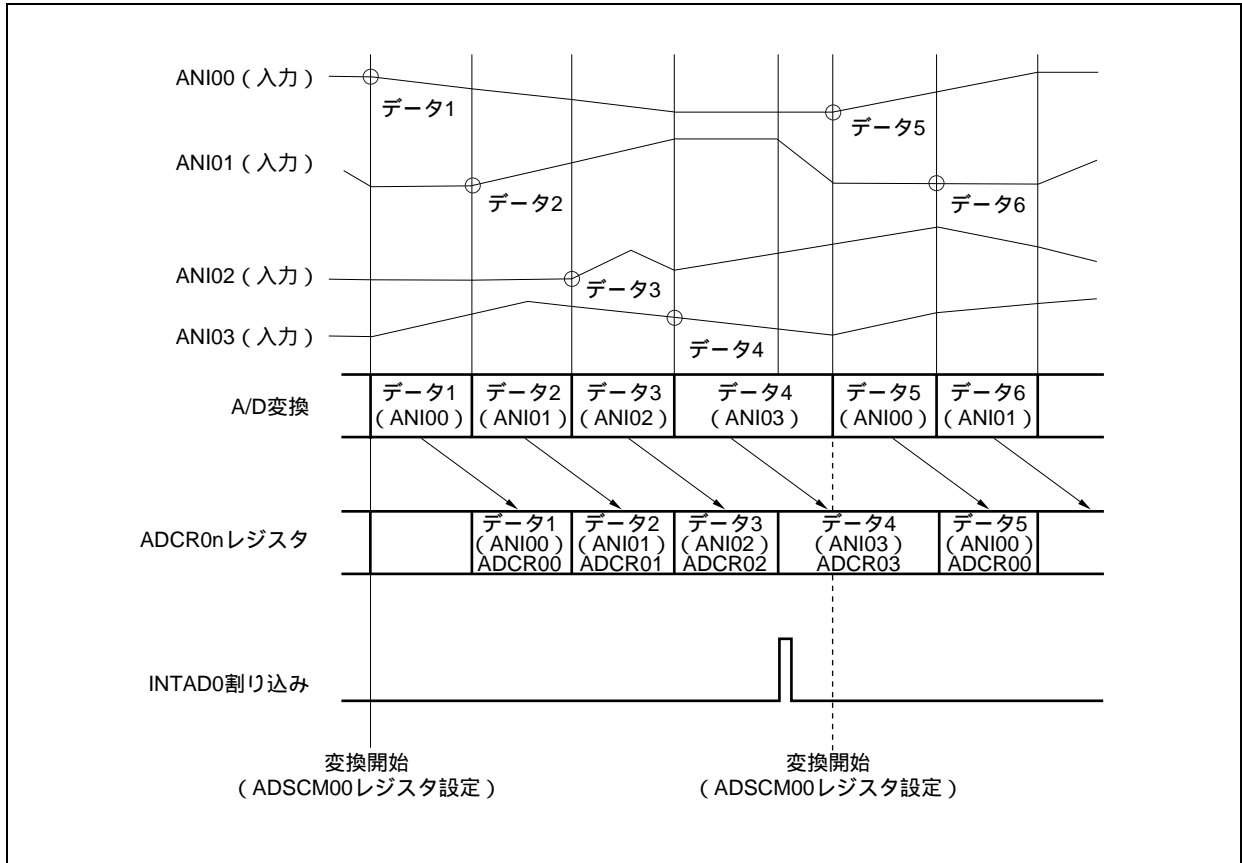 ANI00(入力)
データ1
データ5
ANI01(入力)
データ2
データ6
ANI02(入力)
データ3
ANI03(入力)
データ4
A/D変換
データ1
(ANI00)
データ2
(ANI01)
データ3
(ANI02)
データ4
(ANI03)
データ5
(ANI00)
データ6
(ANI01)
ADCR0nレジスタ
データ1
(ANI00)
ADCR00
データ2
(ANI01)
ADCR01
データ3
(ANI02)
ADCR02
データ4
(ANI03)
ADCR03
データ5
(ANI00)
ADCR00
INTAD0割り込み
変換開始
(ADSCM00レジスタ設定)
変換開始
(ADSCM00レジスタ設定)